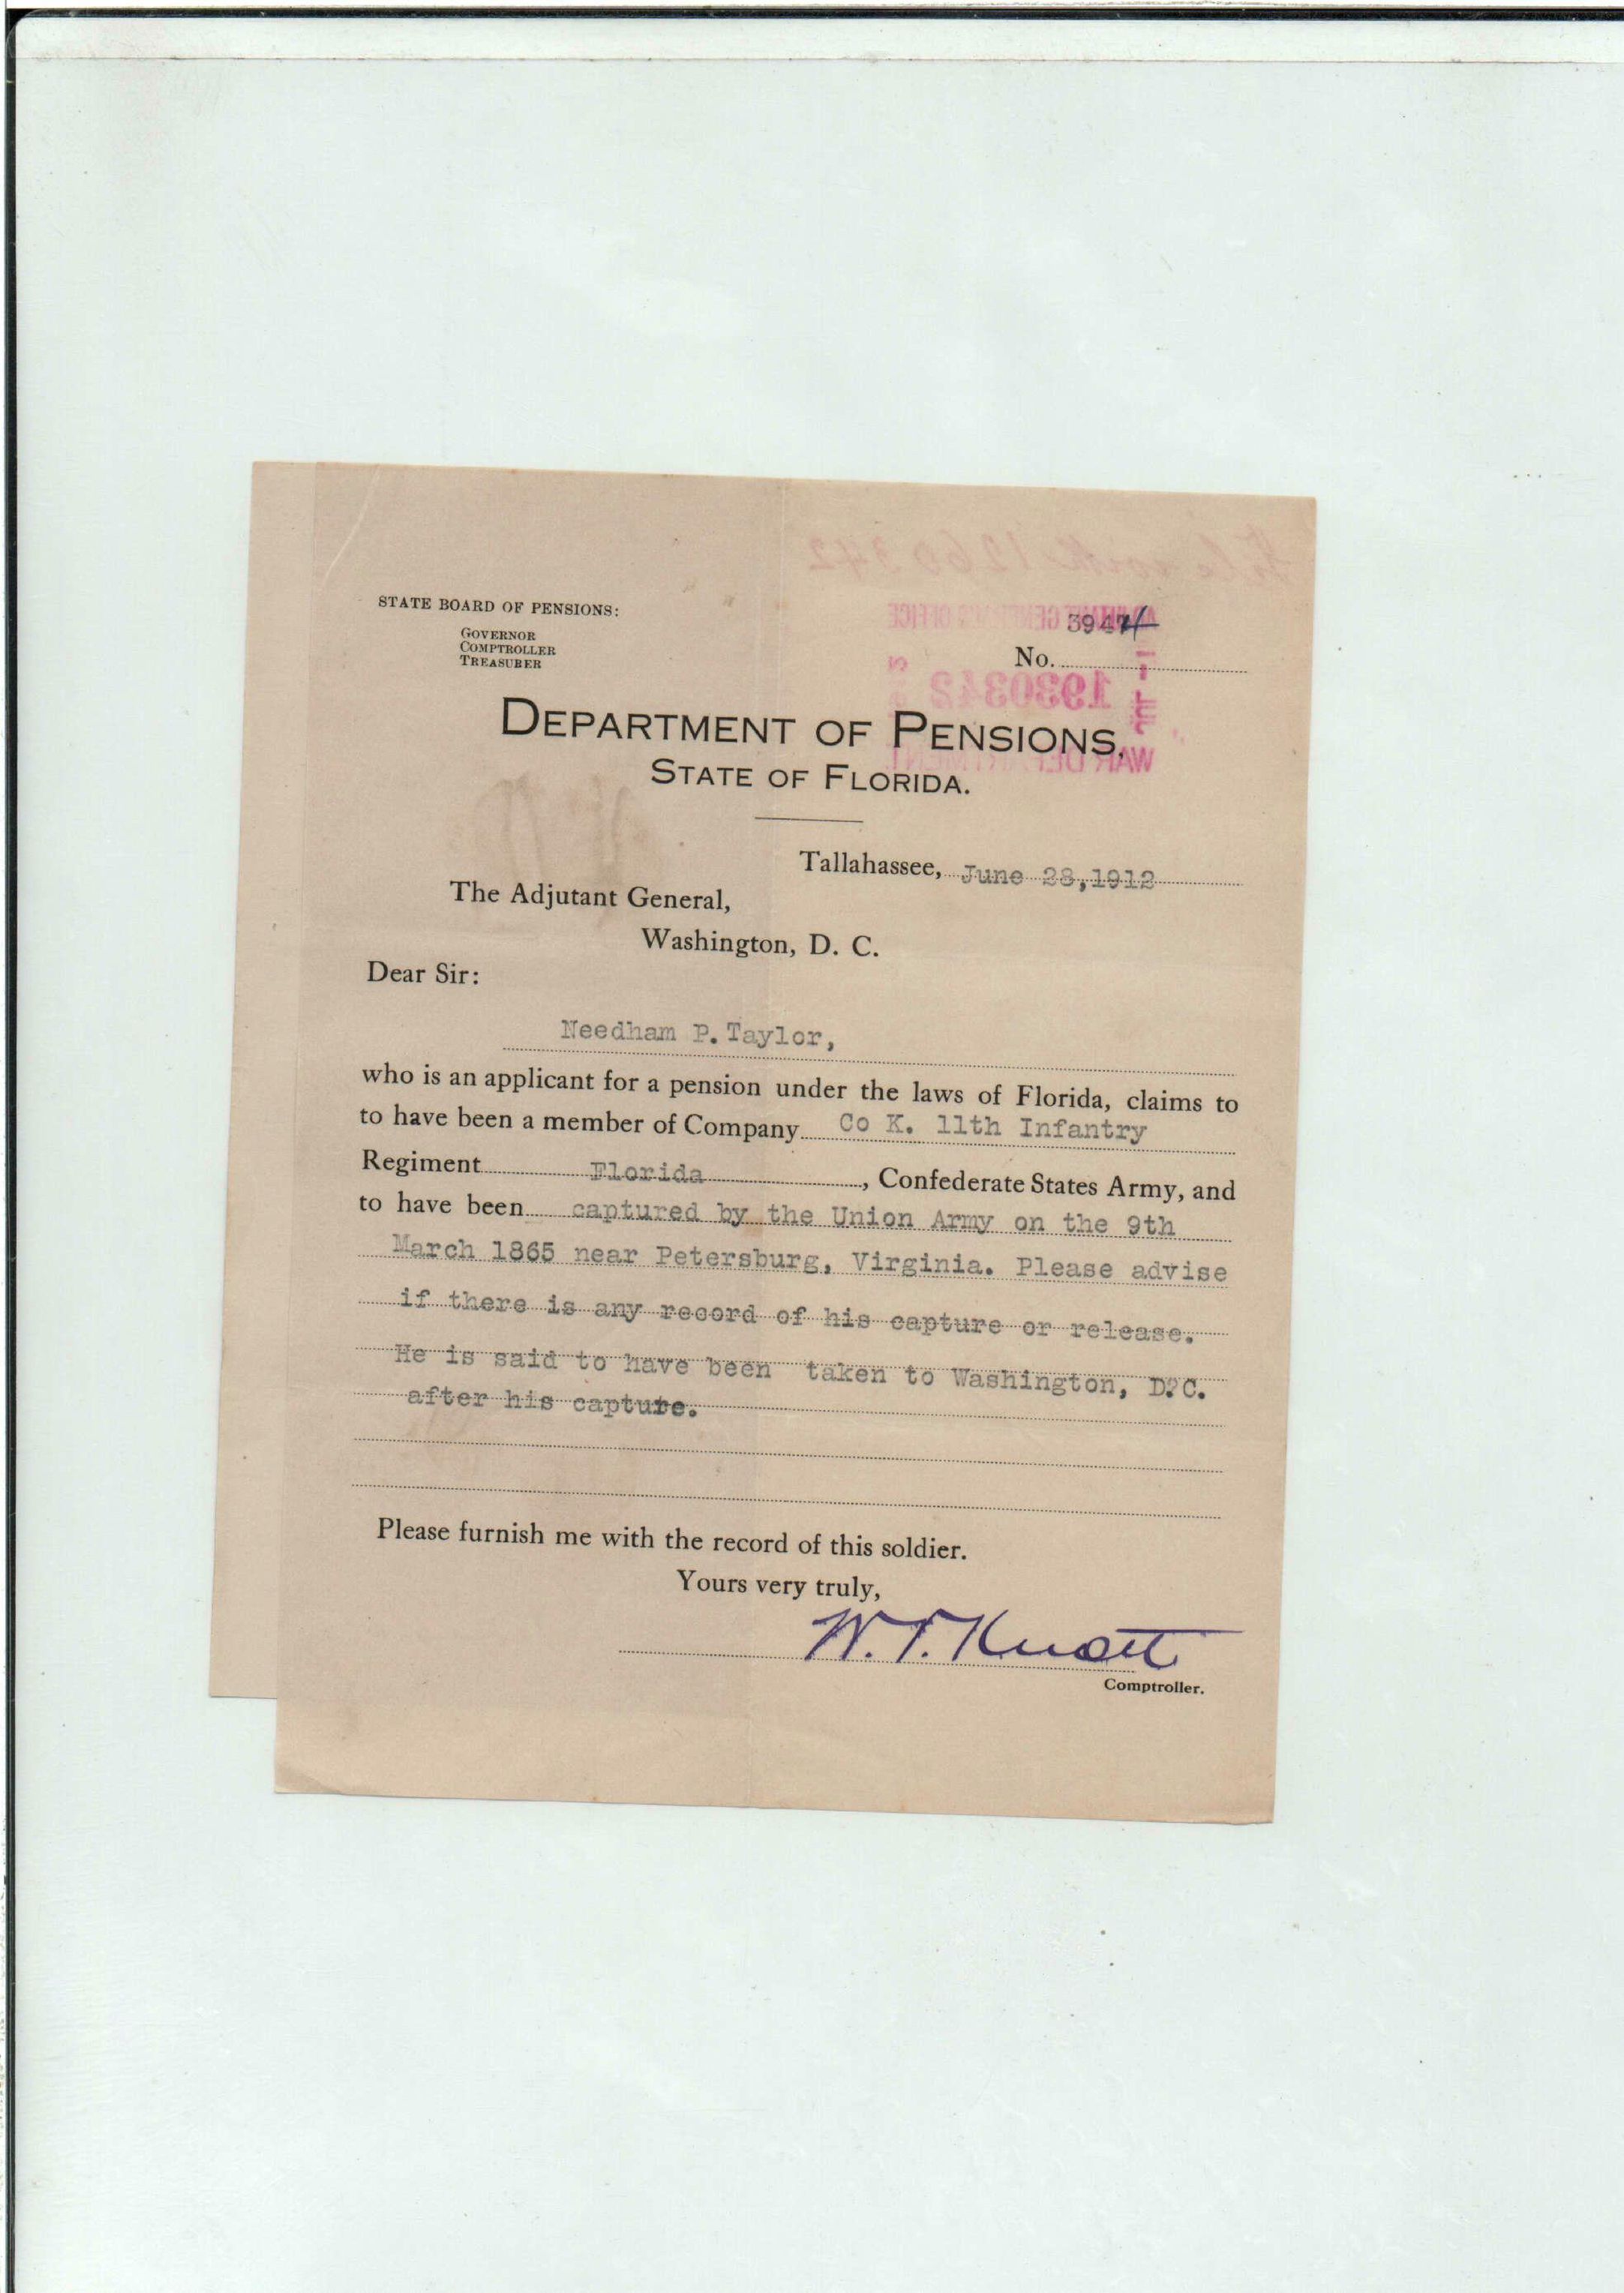 STATE BOARD OF PENSIONS:
GOVERNOR
COMPTROLLER
TREASURER
No.
DEPARTMENT OF PENSIONS,
STATE OF FLORIDA.
Tallahassee, June 28,1912
The Adjutant General,
Washington, D. C.
Dear Sir:
Needham P. Taylor,
who is an applicant for a pension under the laws of Florida, claims to
to have been a member of Company Co K. 11th Infantry
Regiment Florida, Confederate States Army, and
to have been captured by the Union Army on the 9th
March 1865 near Petersburg, Virginia. Please advise
if there is any record of his capture or release.
He is said to have been taken to Washington, D.C.
after his capture.
Please furnish me with the record of this soldier.
Yours very truly,
W. V. Knott
Comptroller.